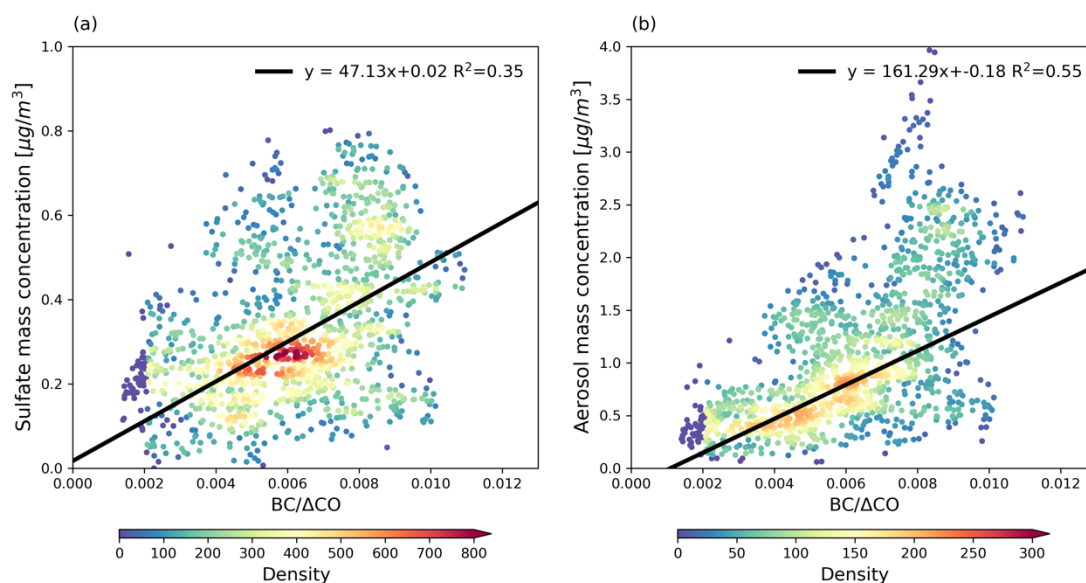 (a)
y = 47.13x+0.02 R²=0.35
Sulfate mass concentration [μg/m³]
1.0
0.8
0.6
0.4
0.2
0.0
0.000 0.002 0.004 0.006 0.008 0.010 0.012
BC/ΔCO
0 100 200 300 400 500 600 700 800
Density
(b)
y = 161.29x+-0.18 R²=0.55
Aerosol mass concentration [μg/m³]
4.0
3.5
3.0
2.5
2.0
1.5
1.0
0.5
0.0
0.000 0.002 0.004 0.006 0.008 0.010 0.012
BC/ΔCO
0 50 100 150 200 250 300
Density